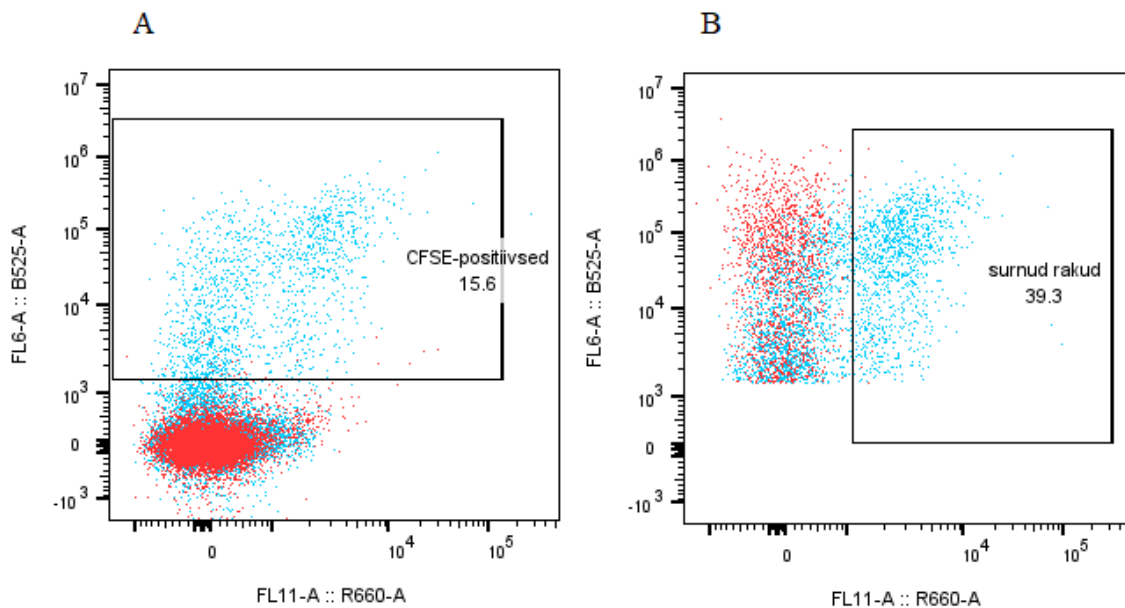 A
10^7
10^6
10^5
10^4
10^3
0
-10^3
FL6-A :: B525-A
CFSE-positiivsed
15.6
0
10^4
10^5
FL11-A :: R660-A
B
10^7
10^6
10^5
10^4
10^3
0
-10^3
FL6-A :: B525-A
surnud rakud
39.3
0
10^4
10^5
FL11-A :: R660-A